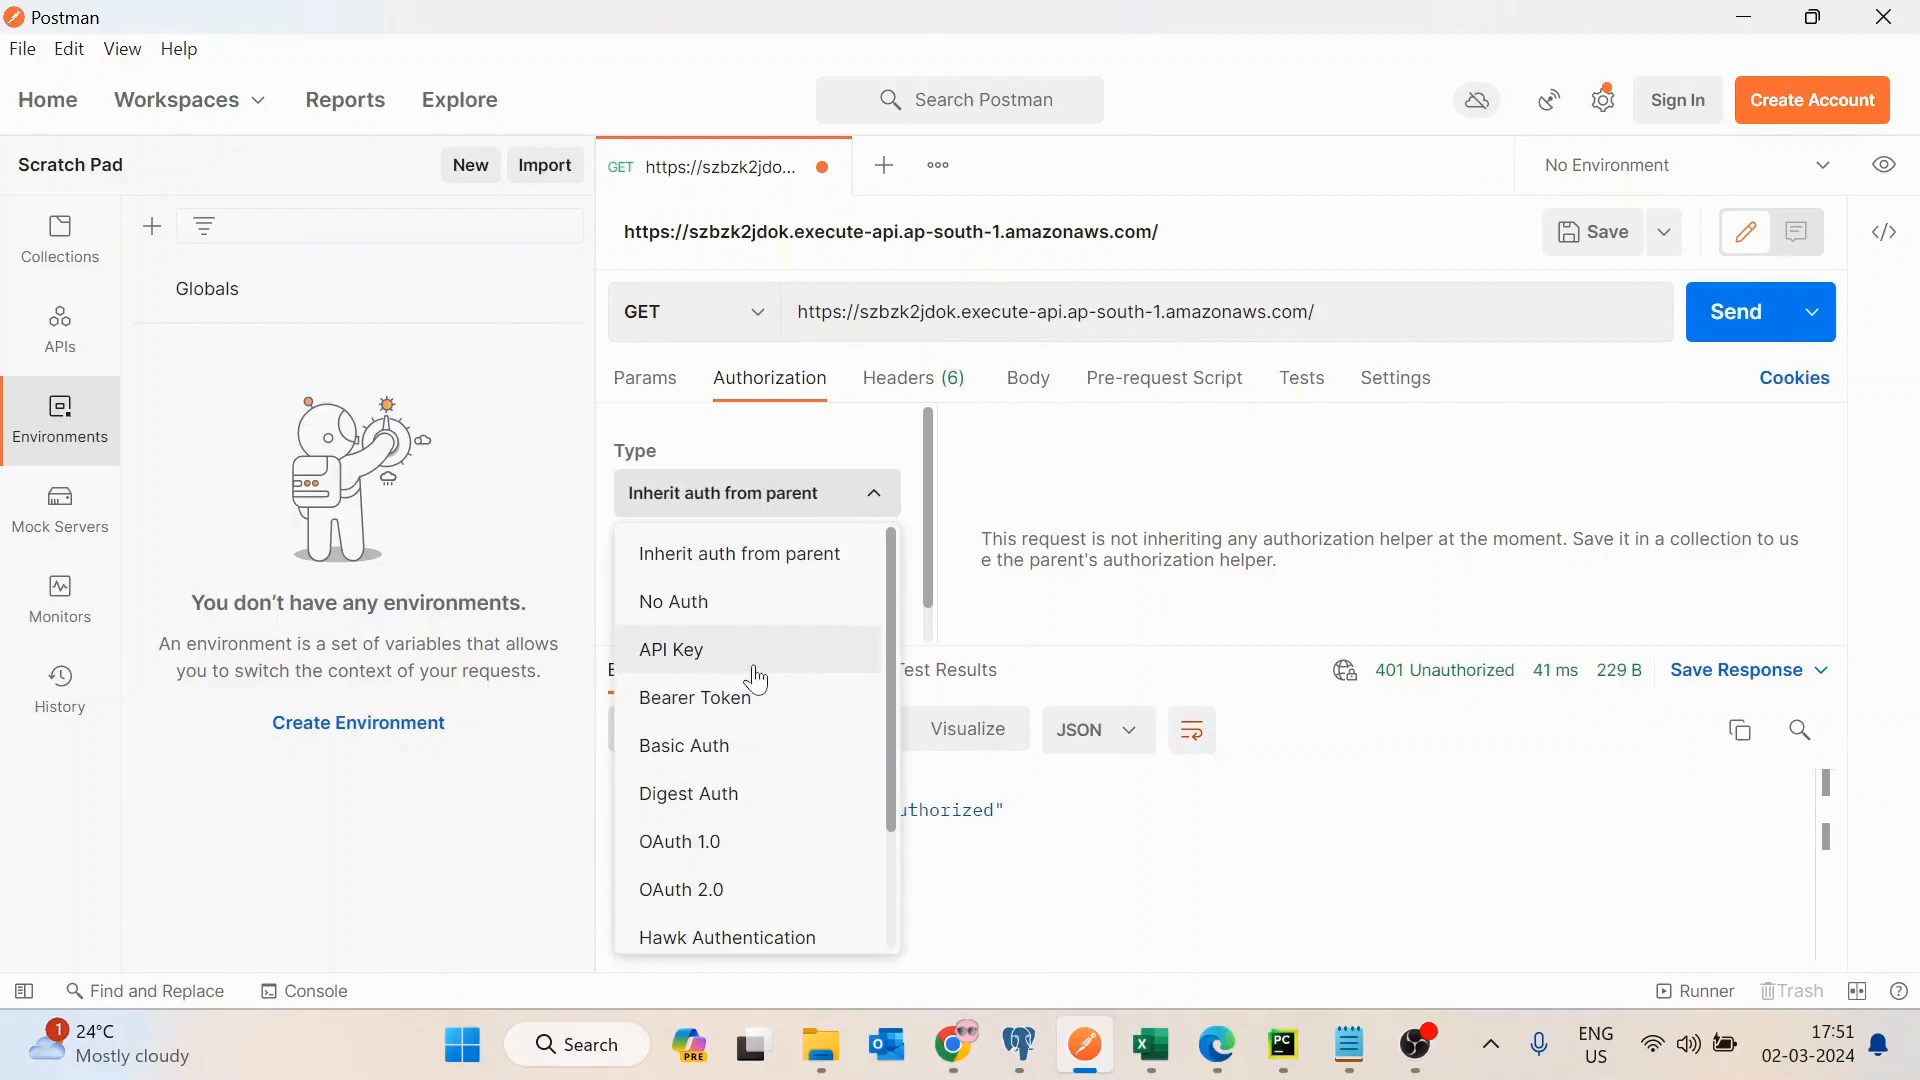 Postman
File Edit View Help
Home Workspaces Reports Explore
Search Postman
Sign In
Create Account
Scratch Pad
New
Import
GET https://szbzk2jdo...
No Environment
Collections
APIs
Environments
Mock Servers
Monitors
History
Globals
You don't have any environments.
An environment is a set of variables that allows
you to switch the context of your requests.
Create Environment
https://szbzk2jdok.execute-api.ap-south-1.amazonaws.com/
Save
GET
https://szbzk2jdok.execute-api.ap-south-1.amazonaws.com/
Send
Params Authorization Headers (6) Body Pre-request Script Tests Settings
Cookies
Type
Inherit auth from parent
Inherit auth from parent
No Auth
API Key
Bearer Token
Basic Auth
Digest Auth
OAuth 1.0
OAuth 2.0
Hawk Authentication
This request is not inheriting any authorization helper at the moment. Save it in a collection to us
e the parent's authorization helper.
Test Results
401 Unauthorized 41 ms 229 B
Save Response
Visualize
JSON
uthorized"
Find and Replace
Console
Runner
Trash
1
24°C
Mostly cloudy
Search
PRE
PC
ENG
US
17:51
02-03-2024